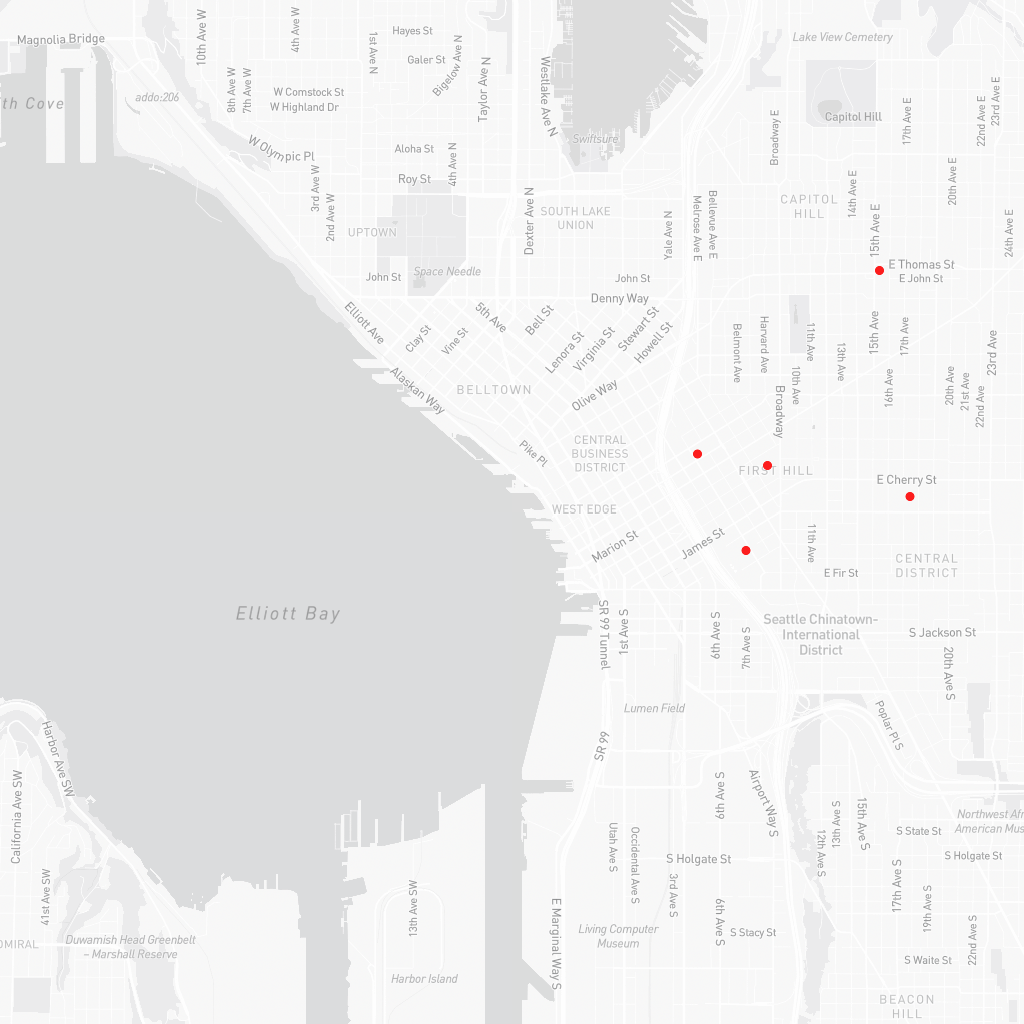 Magnolia Bridge
10th Ave W
4th Ave W
1st Ave N
Hayes St
Galer St
Bigelow Ave N
Taylor Ave N
Westlake Ave N
Lake View Cemetery
th Cove
addo:206
8th Ave W
7th Ave W
W Comstock St
W Highland Dr
W Olympic Pl
Aloha St
Roy St
4th Ave N
3rd Ave W
2nd Ave W
Swiftsure
Broadway E
Capitol Hill
17th Ave E
22nd Ave E
23rd Ave E
20th Ave E
14th Ave E
15th Ave E
24th Ave E
CAPITOL
HILL
UPTOWN
Dexter Ave N
SOUTH LAKE
UNION
Yale Ave N
Melrose Ave E
Bellevue Ave E
Space Needle
John St
John St
Denny Way
E Thomas St
E John St
Elliott Ave
Clay St
Vine St
5th Ave
Bell St
Lenora St
Virginia St
Stewart St
Howell St
Belmont Ave
Harvard Ave
11th Ave
13th Ave
15th Ave
17th Ave
10th Ave
16th Ave
20th Ave
21st Ave
22nd Ave
23rd Ave
Alaskan Way
BELLTOWN
Olive Way
Broadway
Pike Pl
CENTRAL
BUSINESS
DISTRICT
FIRST HILL
E Cherry St
WEST EDGE
Marion St
James St
11th Ave
E Fir St
CENTRAL
DISTRICT
Elliott Bay
SR 99 Tunnel
1st Ave S
6th Ave S
7th Ave S
Seattle Chinatown-
International
District
S Jackson St
20th Ave S
Lumen Field
Poplar Pl S
SR 99
Harbor Ave SW
California Ave SW
41st Ave SW
6th Ave S
Airport Way S
12th Ave S
13th Ave S
15th Ave S
Northwest Afr
American Mus
S State St
S Holgate St
S Holgate St
Utah Ave S
Occidental Ave S
3rd Ave S
6th Ave S
17th Ave S
19th Ave S
22nd Ave S
13th Ave SW
E Marginal Way S
Living Computer
Museum
S Stacy St
DMIRAL
Duwamish Head Greenbelt
– Marshall Reserve
Harbor Island
S Waite St
BEACON
HILL